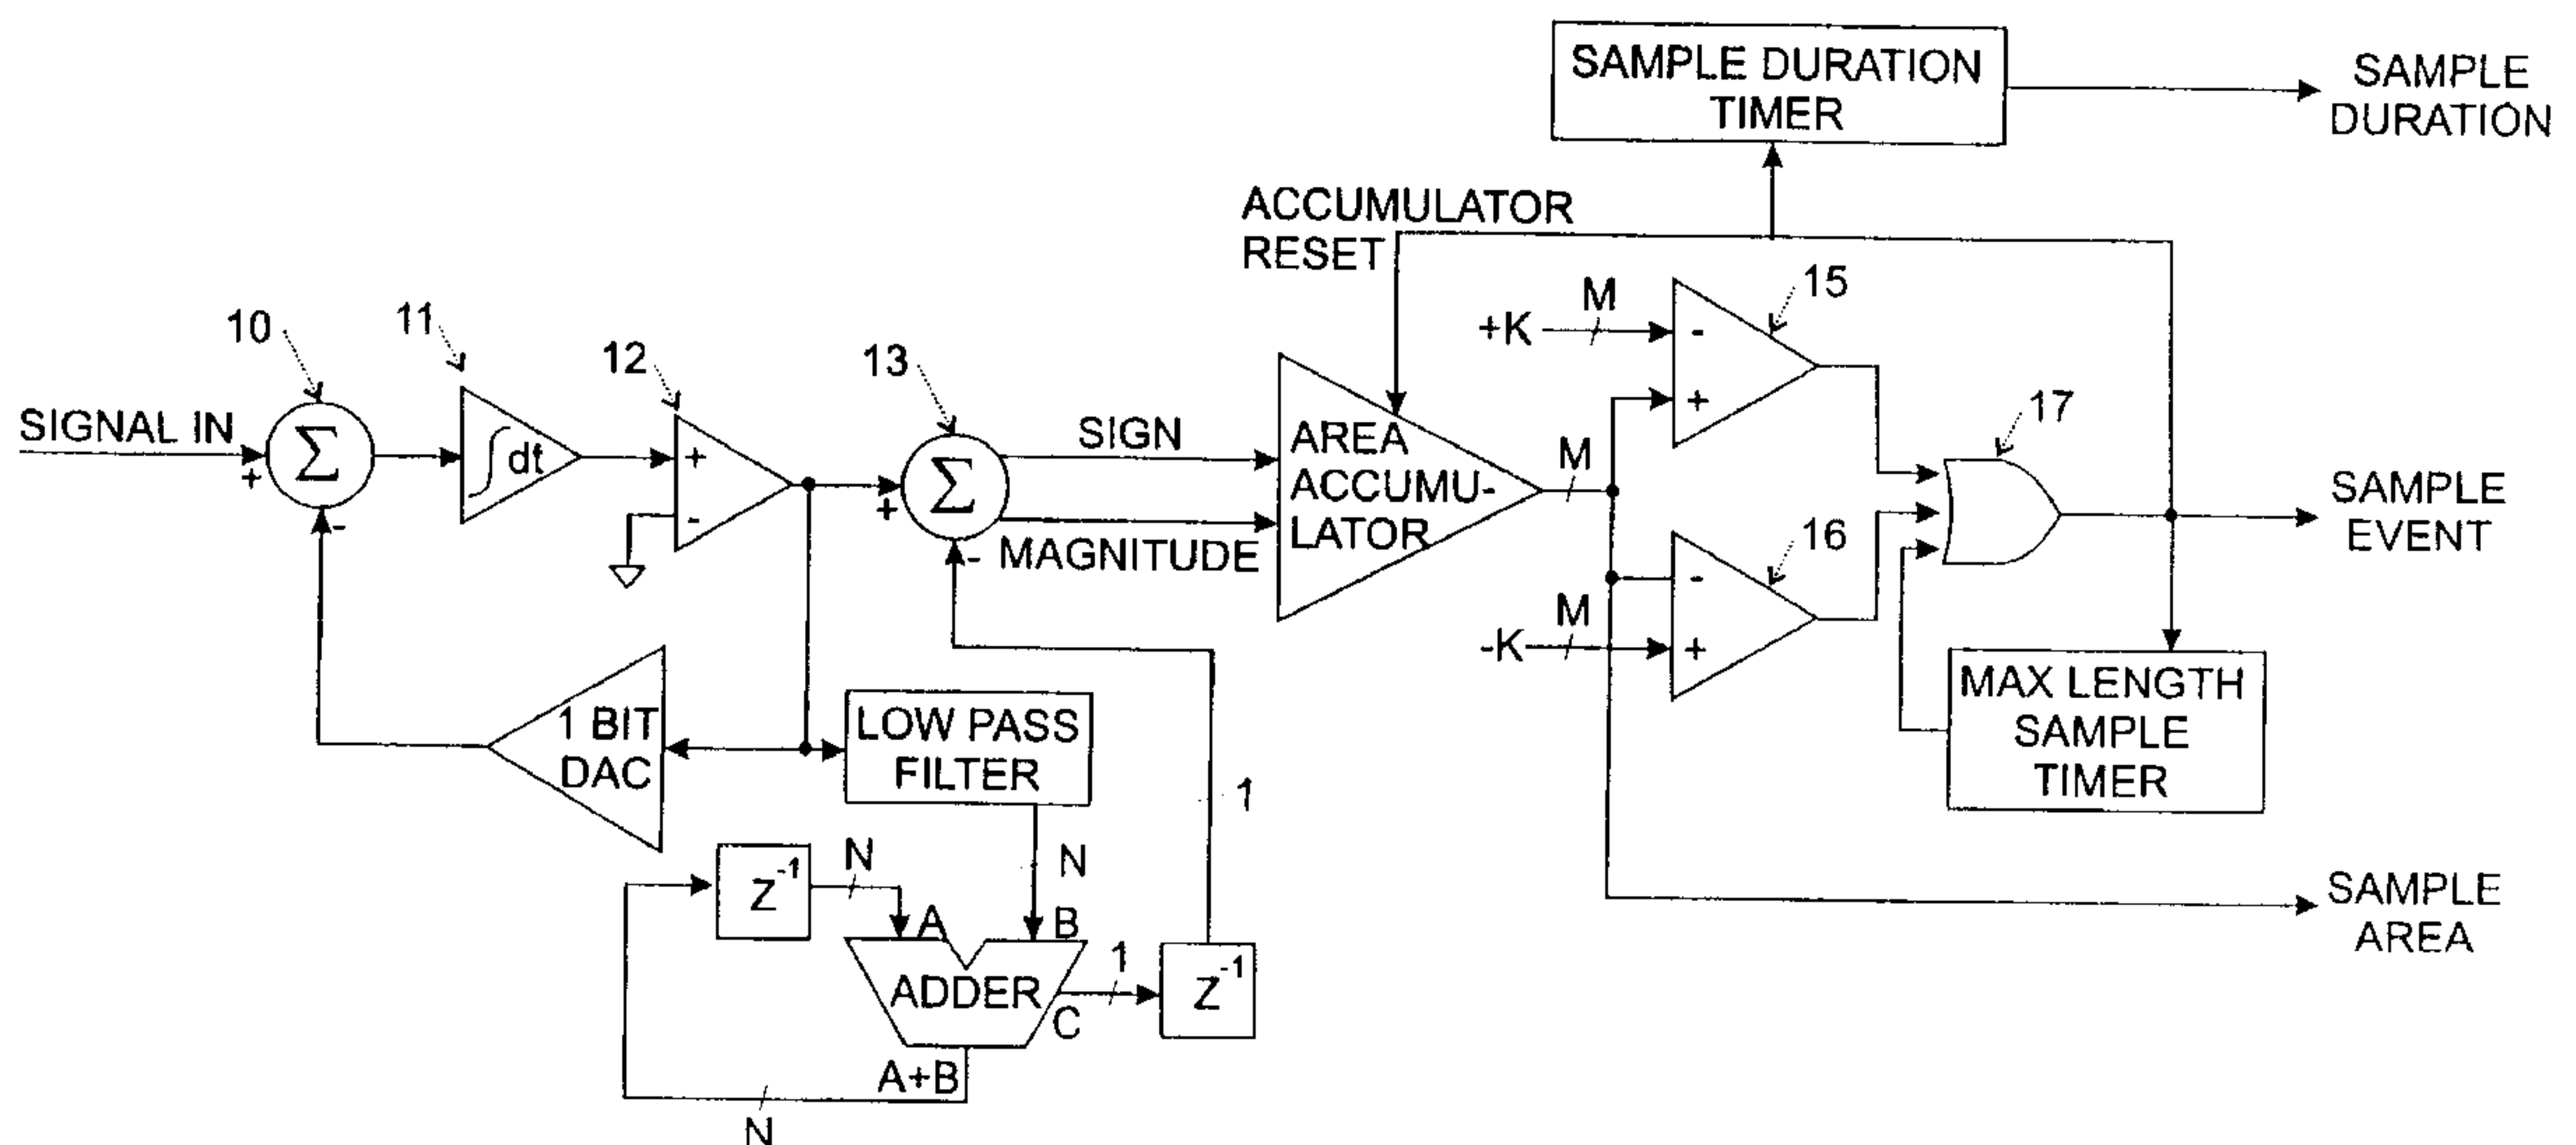 SAMPLE DURATION
TIMER
SAMPLE
DURATION
ACCUMULATOR
RESET
10
11
12
13
15
+K
M
-
+
SIGNAL IN
+
-
Σ
∫dt
+
-
+
Σ
-
SIGN
MAGNITUDE
AREA
ACCUMU-
LATOR
M
17
SAMPLE
EVENT
16
-K
M
-
+
1 BIT
DAC
LOW PASS
FILTER
1
MAX LENGTH
SAMPLE
TIMER
Z-1
N
N
A
B
ADDER
C
1
Z-1
A+B
N
SAMPLE
AREA